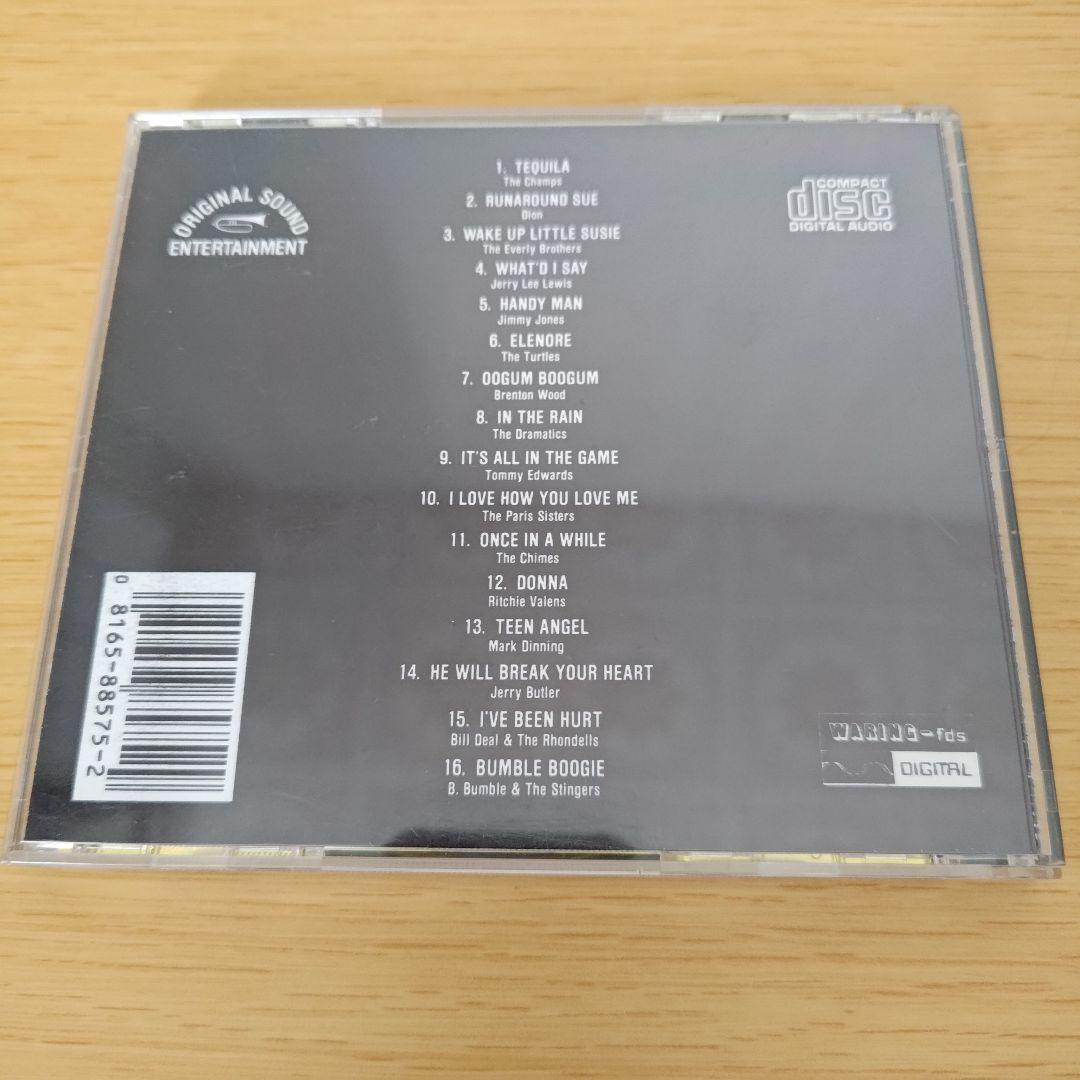 ORIGINAL SOUND
ENTERTAINMENT
COMPACT
disc
DIGITAL AUDIO
1. TEQUILA
The Champs
2. RUNAROUND SUE
Dion
3. WAKE UP LITTLE SUSIE
The Everly Brothers
4. WHAT'D I SAY
Jerry Lee Lewis
5. HANDY MAN
Jimmy Jones
6. ELENORE
The Turtles
7. OOGUM BOOGUM
Brenton Wood
8. IN THE RAIN
The Dramatics
9. IT'S ALL IN THE GAME
Tommy Edwards
10. I LOVE HOW YOU LOVE ME
The Paris Sisters
11. ONCE IN A WHILE
The Chimes
12. DONNA
Ritchie Valens
13. TEEN ANGEL
Mark Dinning
14. HE WILL BREAK YOUR HEART
Jerry Butler
15. I'VE BEEN HURT
Bill Deal & The Rhondells
16. BUMBLE BOOGIE
B. Bumble & The Stingers
0 8165-88575-2
WARING-fds
DIGITAL